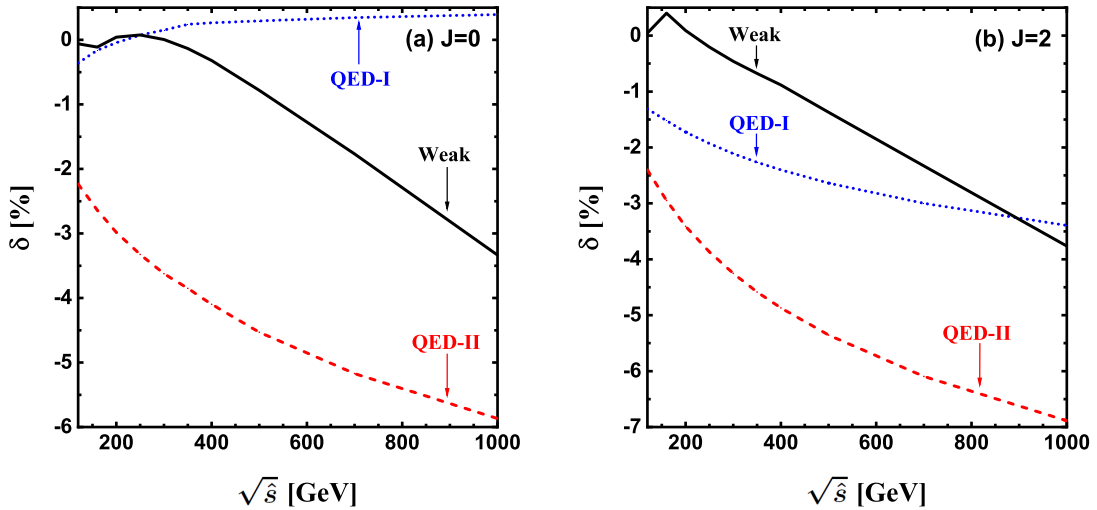 0
-1
-2
-3
-4
-5
-6
200
400
600
800
1000
δ [%]
√ŝ [GeV]
(a) J=0
QED-I
Weak
QED-II
0
-1
-2
-3
-4
-5
-6
-7
200
400
600
800
1000
δ [%]
√ŝ [GeV]
(b) J=2
Weak
QED-I
QED-II